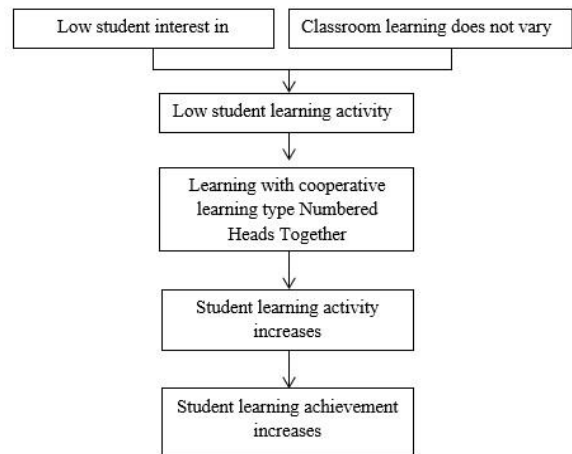 Low student interest in
Classroom learning does not vary
Low student learning activity
Learning with cooperative
learning type Numbered
Heads Together
Student learning activity
increases
Student learning achievement
increases